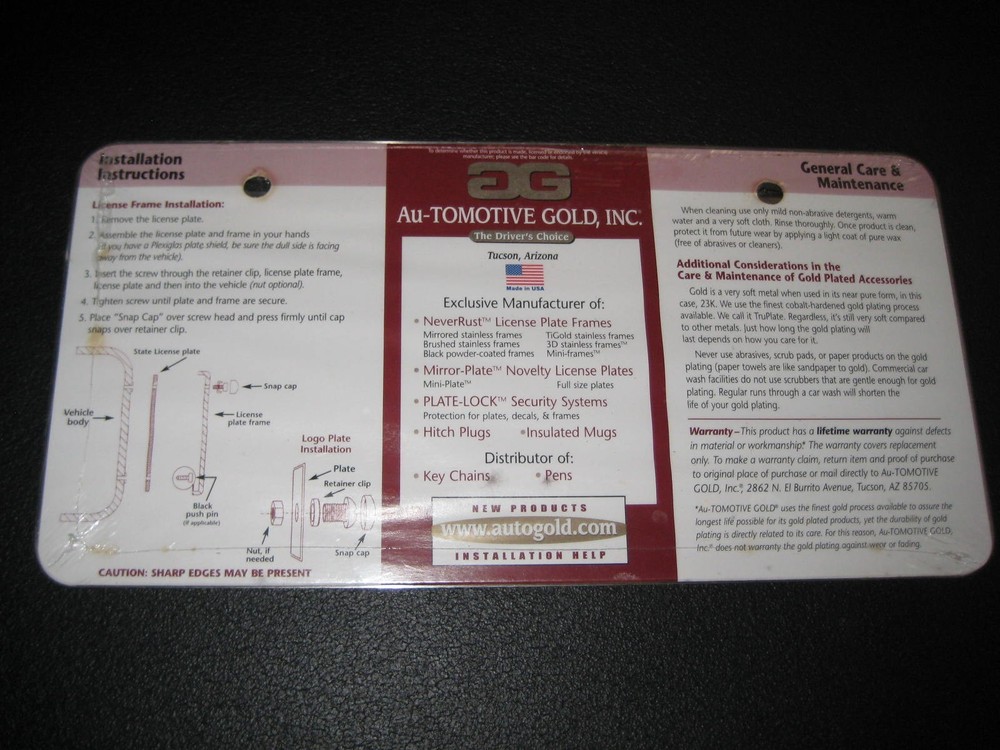 Installation
Instructions
License Frame Installation:
1. Remove the license plate.
2. Assemble the license plate and frame in your hands
(if you have a Plexiglas plate shield, be sure the dull side is facing
away from the vehicle).
3. Insert the screw through the retainer clip, license plate frame,
license plate and then into the vehicle (nut optional).
4. Tighten screw until plate and frame are secure.
5. Place "Snap Cap" over screw head and press firmly until cap
snaps over retainer clip.
State License plate
Snap cap
Vehicle
body
License
plate frame
Black
push pin
(if applicable)
Logo Plate
Installation
Plate
Retainer clip
Nut, if
needed
Snap cap
CAUTION: SHARP EDGES MAY BE PRESENT
To determine whether this product is made, licensed or distributed by the
manufacturer, please see the bar code for details.
AG
Au-TOMOTIVE GOLD, INC.®
The Driver's Choice
Tucson, Arizona
Made in USA
Exclusive Manufacturer of:
• NeverRust™ License Plate Frames
Mirrored stainless frames TiGold stainless frames
Brushed stainless frames 3D stainless frames™
Black powder-coated frames Mini-frames™
• Mirror-Plate™ Novelty License Plates
Mini-Plate™ Full size plates
• PLATE-LOCK™ Security Systems
Protection for plates, decals, & frames
• Hitch Plugs •Insulated Mugs
Distributor of:
• Key Chains • Pens
NEW PRODUCTS
www.autogold.com
INSTALLATION HELP
General Care &
Maintenance
When cleaning use only mild non-abrasive detergents, warm
water and a very soft cloth. Rinse thoroughly. Once product is clean,
protect it from future wear by applying a light coat of pure wax
(free of abrasives or cleaners).
Additional Considerations in the
Care & Maintenance of Gold Plated Accessories
Gold is a very soft metal when used in its near pure form, in this
case, 23K. We use the finest cobalt-hardened gold plating process
available. We call it TruPlate. Regardless, it's still very soft compared
to other metals. Just how long the gold plating will
last depends on how you care for it.
Never use abrasives, scrub pads, or paper products on the gold
plating (paper towels are like sandpaper to gold). Commercial car
wash facilities do not use scrubbers that are gentle enough for gold
plating. Regular runs through a car wash will shorten the
life of your gold plating.
Warranty–This product has a lifetime warranty against defects
in material or workmanship.* The warranty covers replacement
only. To make a warranty claim, return item and proof of purchase
to original place of purchase or mail directly to Au-TOMOTIVE
GOLD, Inc.®, 2862 N. El Burrito Avenue, Tucson, AZ 85705.
*Au-TOMOTIVE GOLD® uses the finest gold process available to assure the
longest life possible for its gold plated products, yet the durability of gold
plating is directly related to its care. For this reason, Au-TOMOTIVE GOLD,
Inc.® does not warranty the gold plating against wear or fading.